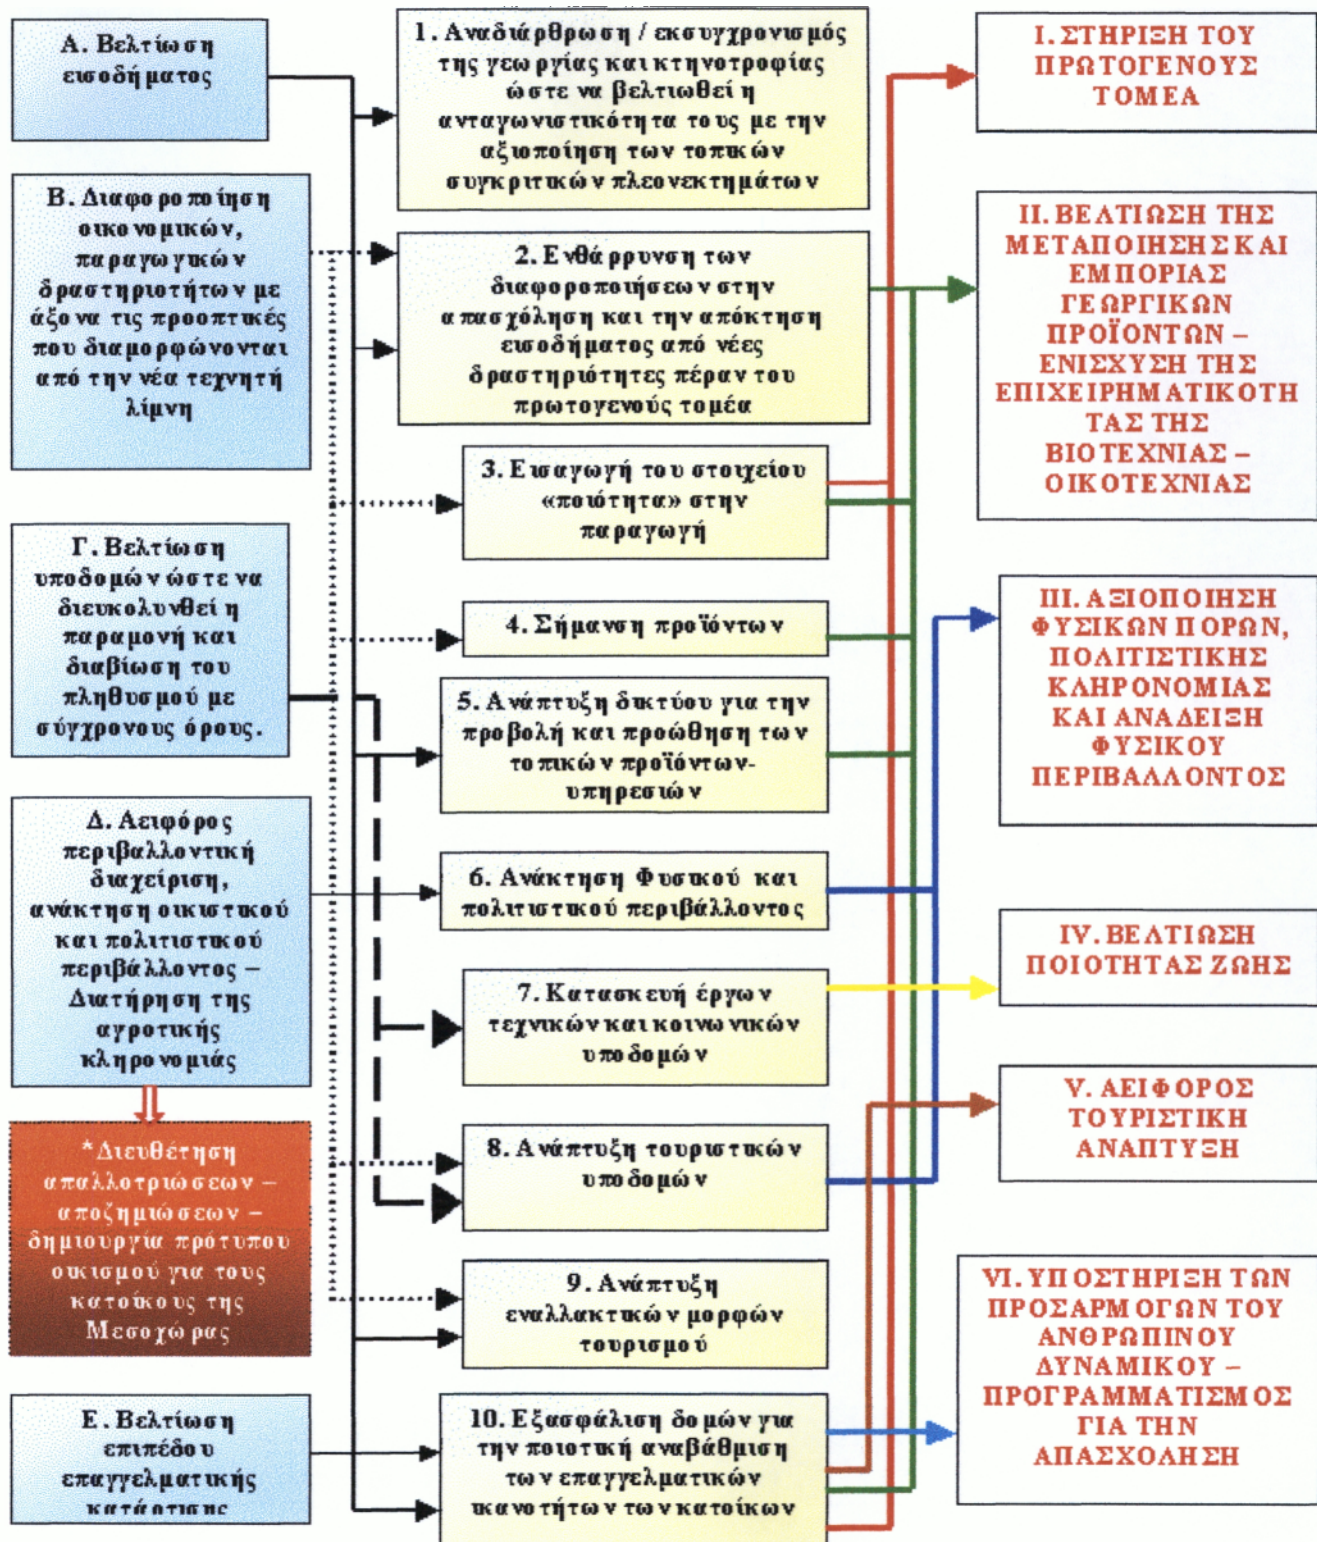 Α. Βελτίωση
εισοδήματος
Β. Διαφοροποίηση
οικονομικών,
παραγωγικών
δραστηριοτήτων με
άξονα τις προοπτικές
που διαμορφώνονται
από την νέα τεχνητή
λίμνη
Γ. Βελτίωση
υποδομών ώστε να
διευκολυνθεί η
παραμονή και
διαβίωση του
πληθυσμού με
σύγχρονους όρους.
Δ. Αειφόρος
περιβαλλοντική
διαχείριση,
ανάκτηση οικιστικού
και πολιτιστικού
περιβάλλοντος –
Διατήρηση της
αγροτικής
κληρονομιάς
*Διευθέτηση
απαλλοτριώσεων –
αποζημιώσεων –
δημιουργία πρότυπου
οικισμού για τους
κατοίκους της
Μεσοχώρας
Ε. Βελτίωση
επιπέδου
επαγγελματικής
κατάρτισης
1. Αναδιάρθρωση / εκσυγχρονισμός
της γεωργίας και κτηνοτροφίας
ώστε να βελτιωθεί η
ανταγωνιστικότητα τους με την
αξιοποίηση των τοπικών
συγκριτικών πλεονεκτημάτων
2. Ενθάρρυνση των
διαφοροποιήσεων στην
απασχόληση και την απόκτηση
εισοδήματος από νέες
δραστηριότητες πέραν του
πρωτογενούς τομέα
3. Εισαγωγή του στοιχείου
«ποιότητα» στην
παραγωγή
4. Σήμανση προϊόντων
5. Ανάπτυξη δικτύου για την
προβολή και προώθηση των
τοπικών προϊόντων-
υπηρεσιών
6. Ανάκτηση Φυσικού και
πολιτιστικού περιβάλλοντος
7. Κατασκευή έργων
τεχνικών και κοινωνικών
υποδομών
8. Ανάπτυξη τουριστικών
υποδομών
9. Ανάπτυξη
εναλλακτικών μορφών
τουρισμού
10. Εξασφάλιση δομών για
την ποιοτική αναβάθμιση
των επαγγελματικών
ικανοτήτων των κατοίκων
Ι. ΣΤΗΡΙΞΗ ΤΟΥ
ΠΡΩΤΟΓΕΝΟΥΣ
ΤΟΜΕΑ
ΙΙ. ΒΕΛΤΙΩΣΗ ΤΗΣ
ΜΕΤΑΠΟΙΗΣΗΣ ΚΑΙ
ΕΜΠΟΡΙΑΣ
ΓΕΩΡΓΙΚΩΝ
ΠΡΟΪΟΝΤΩΝ –
ΕΝΙΣΧΥΣΗ ΤΗΣ
ΕΠΙΧΕΙΡΗΜΑΤΙΚΟΤΗ
ΤΑΣ ΤΗΣ
ΒΙΟΤΕΧΝΙΑΣ –
ΟΙΚΟΤΕΧΝΙΑΣ
ΙΙΙ. ΑΞΙΟΠΟΙΗΣΗ
ΦΥΣΙΚΩΝ ΠΟΡΩΝ,
ΠΟΛΙΤΙΣΤΙΚΗΣ
ΚΛΗΡΟΝΟΜΙΑΣ
ΚΑΙ ΑΝΑΔΕΙΞΗ
ΦΥΣΙΚΟΥ
ΠΕΡΙΒΑΛΛΟΝΤΟΣ
IV. ΒΕΛΤΙΩΣΗ
ΠΟΙΟΤΗΤΑΣ ΖΩΗΣ
V. ΑΕΙΦΟΡΟΣ
ΤΟΥΡΙΣΤΙΚΗ
ΑΝΑΠΤΥΞΗ
VI. ΥΠΟΣΤΗΡΙΞΗ ΤΩΝ
ΠΡΟΣΑΡΜΟΓΩΝ ΤΟΥ
ΑΝΘΡΩΠΙΝΟΥ
ΔΥΝΑΜΙΚΟΥ –
ΠΡΟΓΡΑΜΜΑΤΙΣΜΟΣ
ΓΙΑ ΤΗΝ
ΑΠΑΣΧΟΛΗΣΗ